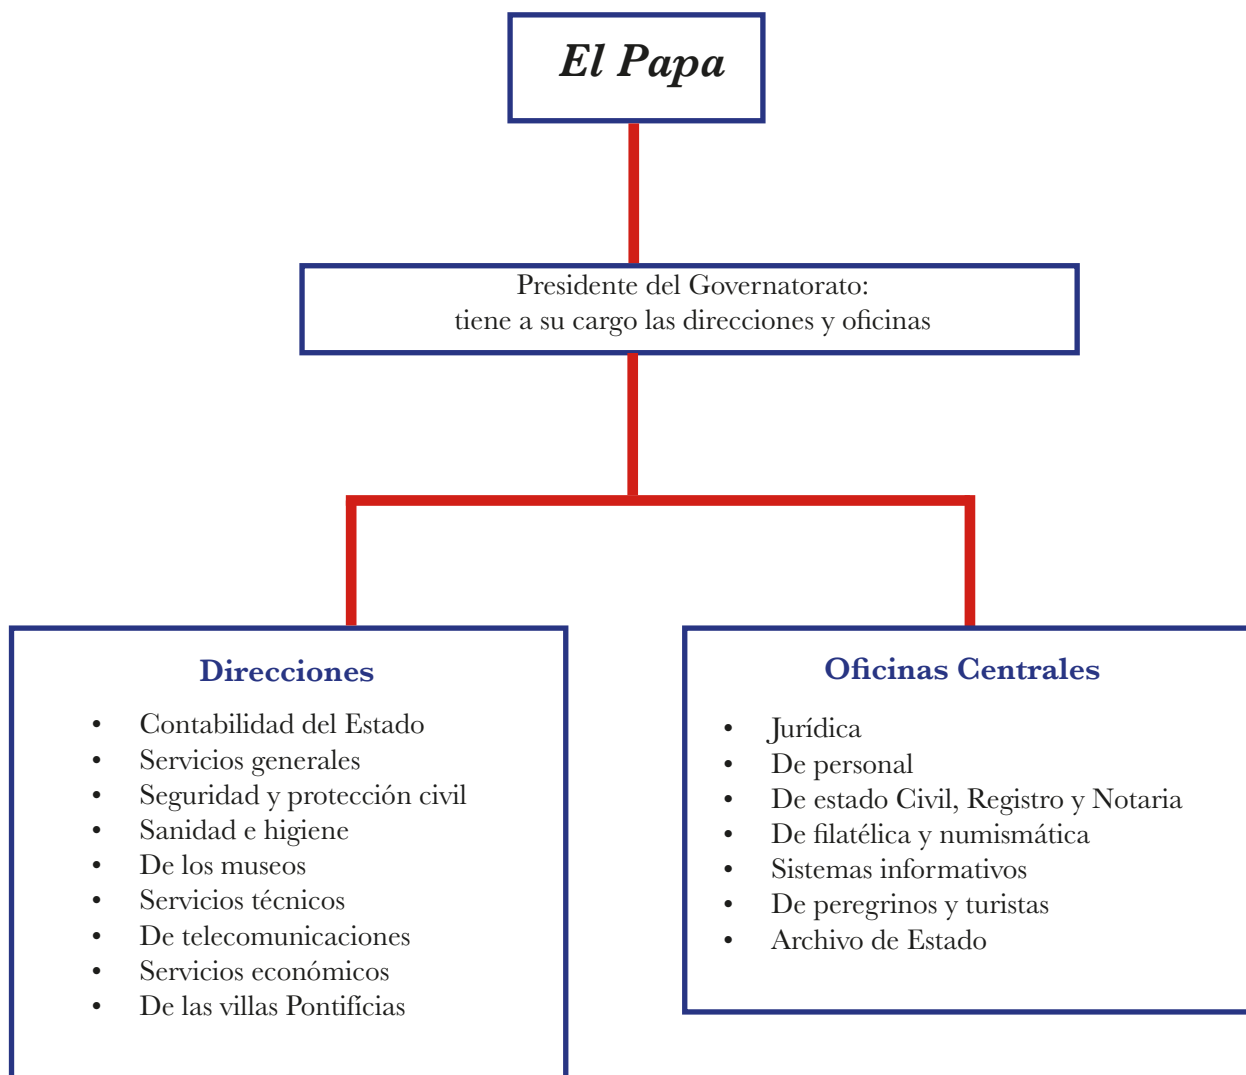 El Papa
Presidente del Governatorato:
tiene a su cargo las direcciones y oficinas
Direcciones
• Contabilidad del Estado
• Servicios generales
• Seguridad y protección civil
• Sanidad e higiene
• De los museos
• Servicios técnicos
• De telecomunicaciones
• Servicios económicos
• De las villas Pontifícias
Oficinas Centrales
• Jurídica
• De personal
• De estado Civil, Registro y Notaria
• De filatélica y numismática
• Sistemas informativos
• De peregrinos y turistas
• Archivo de Estado